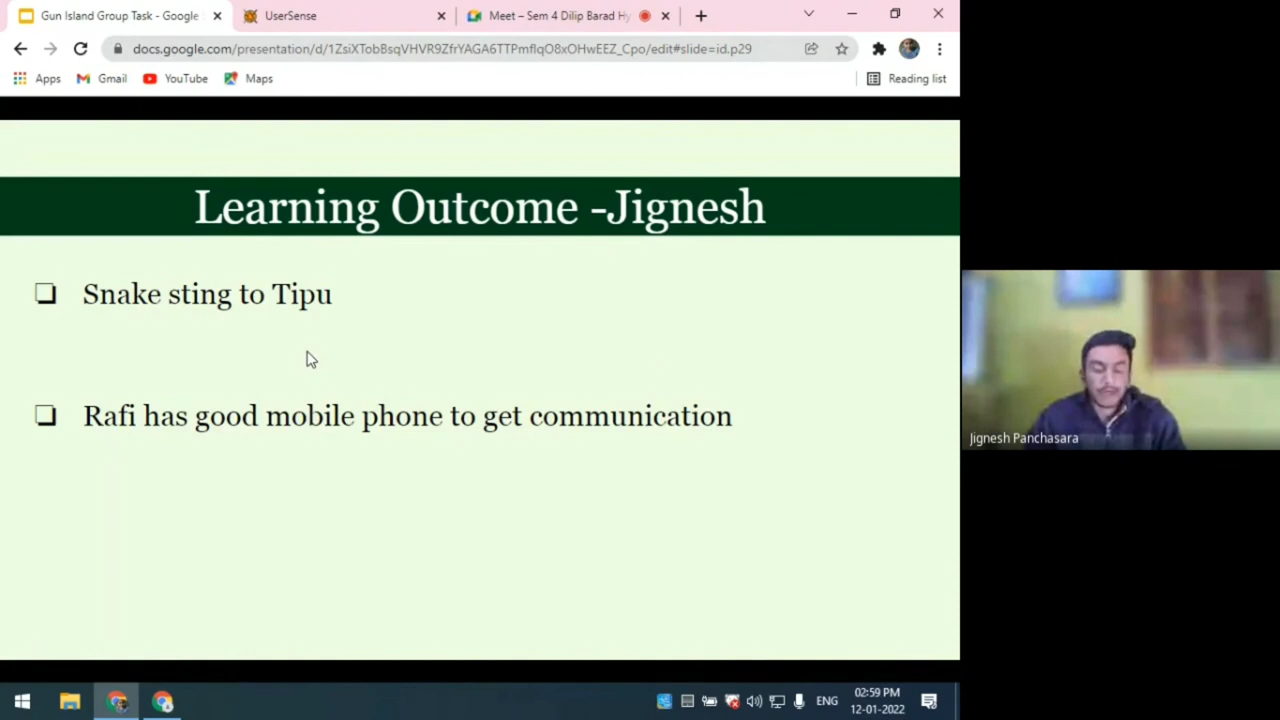 Gun Island Group Task - Google
UserSense
Meet – Sem 4 Dilip Barad Hy
docs.google.com/presentation/d/1ZsiXTobBsqVHVR9ZfrYAGA6TTPmflqO8xOHwEEZ_Cpo/edit#slide=id.p29
Apps
Gmail
YouTube
Maps
Reading list
Learning Outcome -Jignesh
❏ Snake sting to Tipu
❏ Rafi has good mobile phone to get communication
Jignesh Panchasara
ENG
02:59 PM
12-01-2022